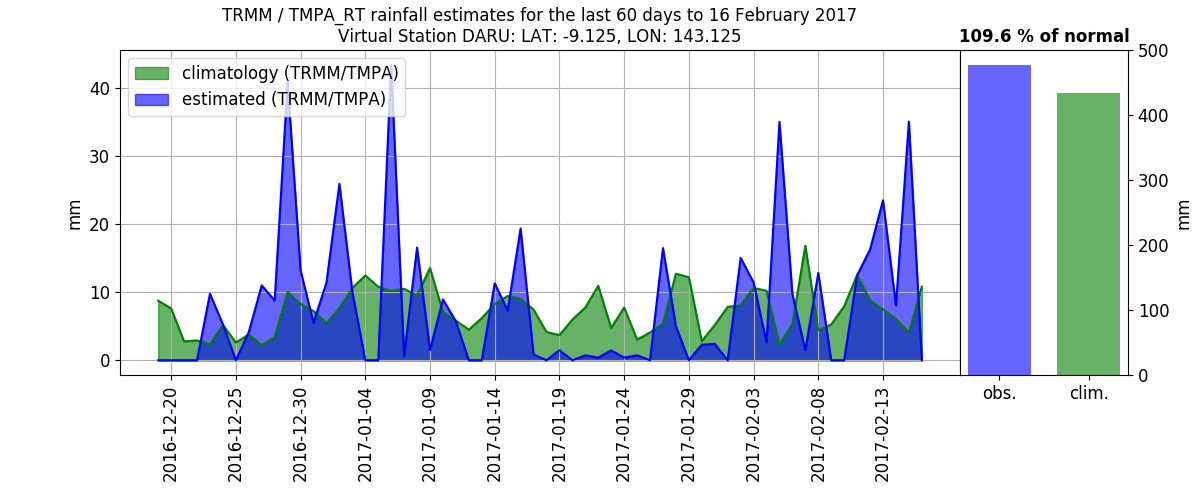 TRMM / TMPA_RT rainfall estimates for the last 60 days to 16 February 2017
Virtual Station DARU: LAT: -9.125, LON: 143.125
109.6 % of normal
climatology (TRMM/TMPA)
estimated (TRMM/TMPA)
mm
40
30
20
10
0
2016-12-20
2016-12-25
2016-12-30
2017-01-04
2017-01-09
2017-01-14
2017-01-19
2017-01-24
2017-01-29
2017-02-03
2017-02-08
2017-02-13
500
400
300
200
100
0
mm
obs.
clim.